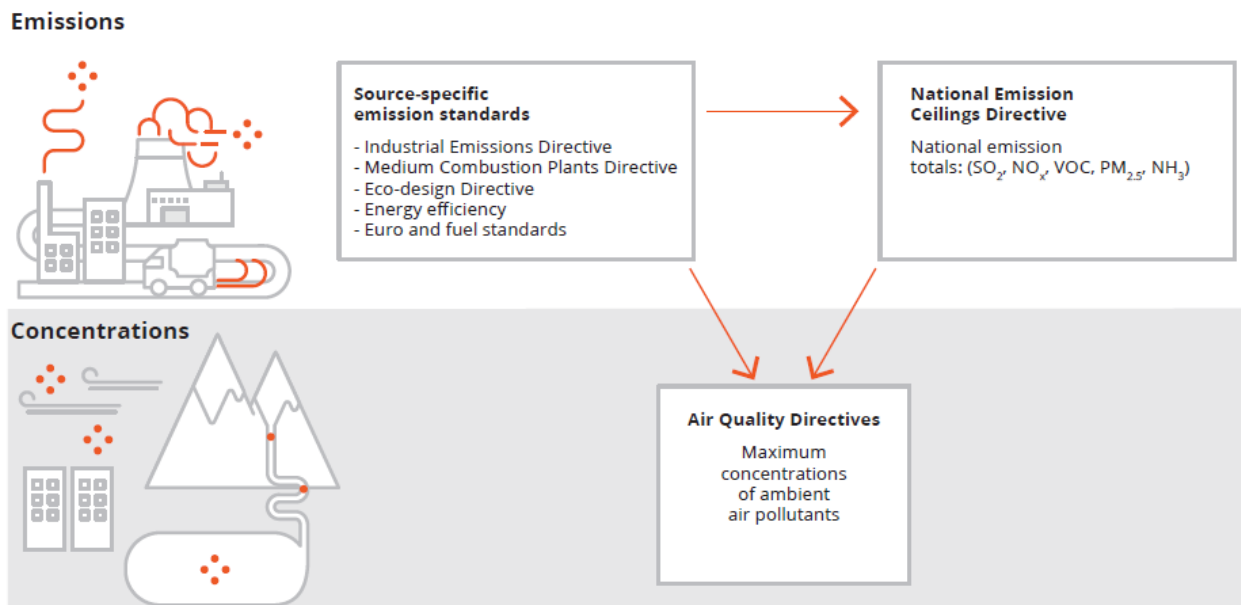 Emissions
Source-specific
emission standards
- Industrial Emissions Directive
- Medium Combustion Plants Directive
- Eco-design Directive
- Energy efficiency
- Euro and fuel standards
National Emission
Ceilings Directive
National emission
totals: (SO₂, NOₓ, VOC, PM₂.₅, NH₃)
Concentrations
Air Quality Directives
Maximum
concentrations
of ambient
air pollutants